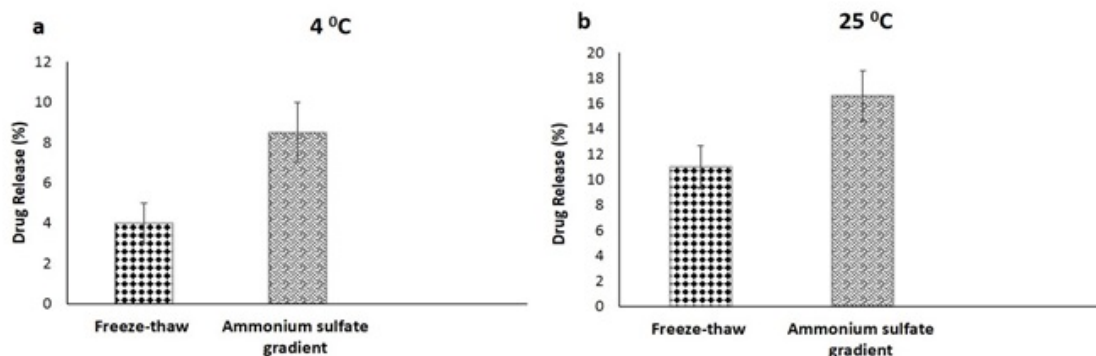 a
4 ⁰C
Drug Release (%)
12
10
8
6
4
2
0
Freeze-thaw
Ammonium sulfate
gradient
b
25 ⁰C
Drug Release (%)
20
18
16
14
12
10
8
6
4
2
0
Freeze-thaw
Ammonium sulfate
gradient